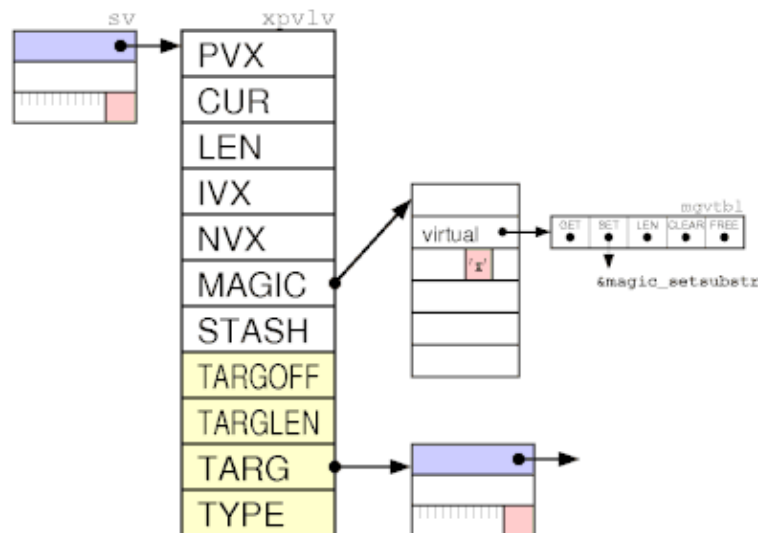 sv
xpvlv
PVX
CUR
LEN
IVX
NVX
MAGIC
STASH
TARGOFF
TARGLEN
TARG
TYPE
virtual
'x'
mgvtbl
GET SET LEN CLEAR FREE
&magic_setsubstr